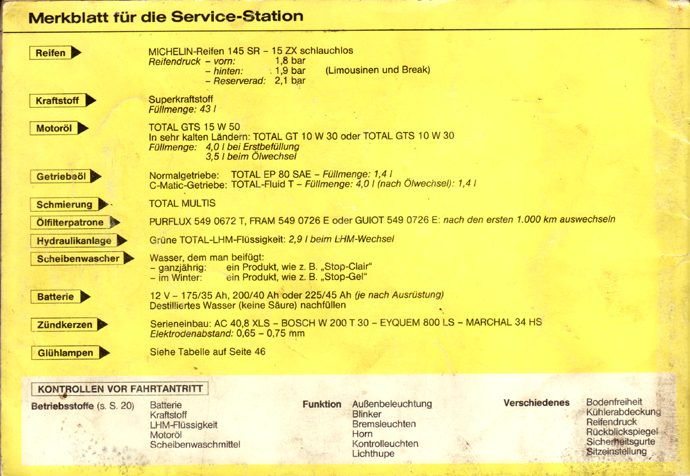 Merkblatt für die Service-Station
Reifen MICHELIN-Reifen 145 SR – 15 ZX schlauchlos
Reifendruck – vorn: 1,8 bar
– hinten: 1,9 bar (Limousinen und Break)
– Reserverad: 2,1 bar
Kraftstoff Superkraftstoff
Füllmenge: 43 l
Motoröl TOTAL GTS 15 W 50
In sehr kalten Ländern: TOTAL GT 10 W 30 oder TOTAL GTS 10 W 30
Füllmenge: 4,0 l bei Erstbefüllung
3,5 l beim Ölwechsel
Getriebeöl Normalgetriebe: TOTAL EP 80 SAE – Füllmenge: 1,4 l
C-Matic-Getriebe: TOTAL-Fluid T – Füllmenge: 4,0 l (nach Ölwechsel): 1,4 l
Schmierung TOTAL MULTIS
Ölfilterpatrone PURFLUX 549 0672 T, FRAM 549 0726 E oder GUIOT 549 0726 E: nach den ersten 1.000 km auswechseln
Hydraulikanlage Grüne TOTAL-LHM-Flüssigkeit: 2,9 l beim LHM-Wechsel
Scheibenwascher Wasser, dem man beifügt:
– ganzjährig: ein Produkt, wie z. B. „Stop-Clair"
– im Winter: ein Produkt, wie z. B. „Stop-Gel"
Batterie 12 V – 175/35 Ah, 200/40 Ah oder 225/45 Ah (je nach Ausrüstung)
Destilliertes Wasser (keine Säure) nachfüllen
Zündkerzen Serieneinbau: AC 40,8 XLS – BOSCH W 200 T 30 – EYQUEM 800 LS – MARCHAL 34 HS
Elektrodenabstand: 0,65 – 0,75 mm
Glühlampen Siehe Tabelle auf Seite 46
KONTROLLEN VOR FAHRTANTRITT
Betriebsstoffe (s. S. 20) Batterie
Kraftstoff
LHM-Flüssigkeit
Motoröl
Scheibenwaschmittel
Funktion Außenbeleuchtung
Blinker
Bremsleuchten
Horn
Kontrolleuchten
Lichthupe
Verschiedenes Bodenfreiheit
Kühlerabdeckung
Reifendruck
Rückblickspiegel
Sicherheitsgurte
Sitzeinstellung